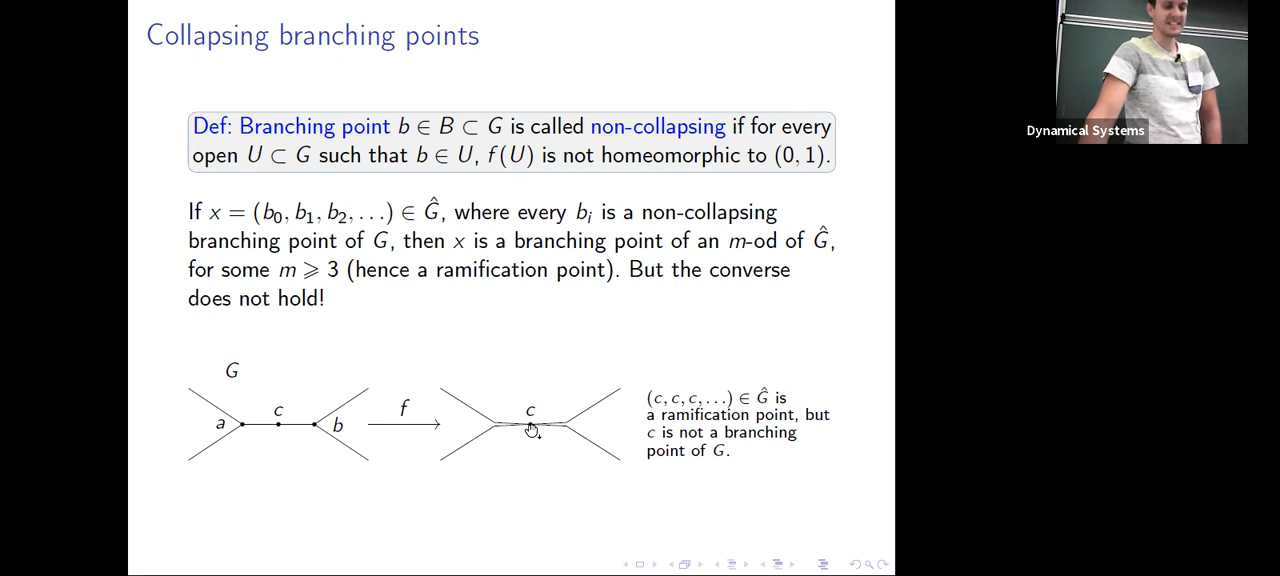 Collapsing branching points
Def: Branching point b ∈ B ⊂ G is called non-collapsing if for every
open U ⊂ G such that b ∈ U, f(U) is not homeomorphic to (0, 1).
If x = (b₀, b₁, b₂, . . .) ∈ Ĝ, where every bᵢ is a non-collapsing
branching point of G, then x is a branching point of an m-od of Ĝ,
for some m ⩾ 3 (hence a ramification point). But the converse
does not hold!
G
a
c
b
f
c
(c, c, c, . . .) ∈ Ĝ is
a ramification point, but
c is not a branching
point of G.
Dynamical Systems